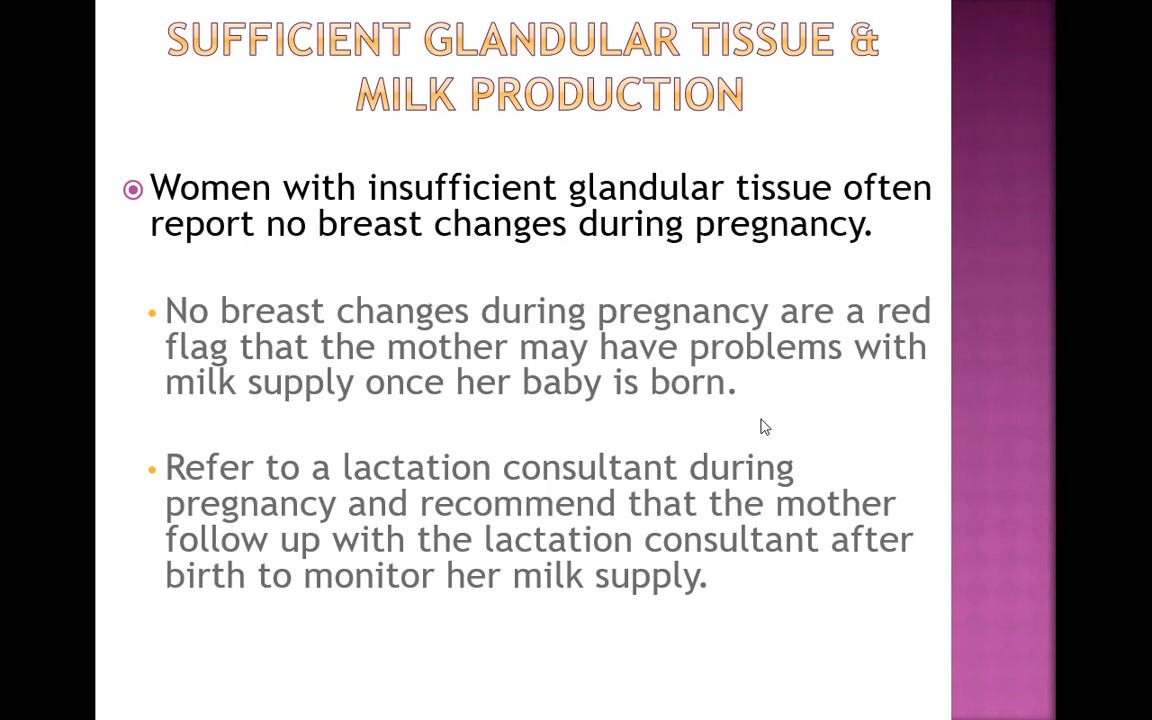 SUFFICIENT GLANDULAR TISSUE &
MILK PRODUCTION
Women with insufficient glandular tissue often
report no breast changes during pregnancy.
• No breast changes during pregnancy are a red
flag that the mother may have problems with
milk supply once her baby is born.
• Refer to a lactation consultant during
pregnancy and recommend that the mother
follow up with the lactation consultant after
birth to monitor her milk supply.